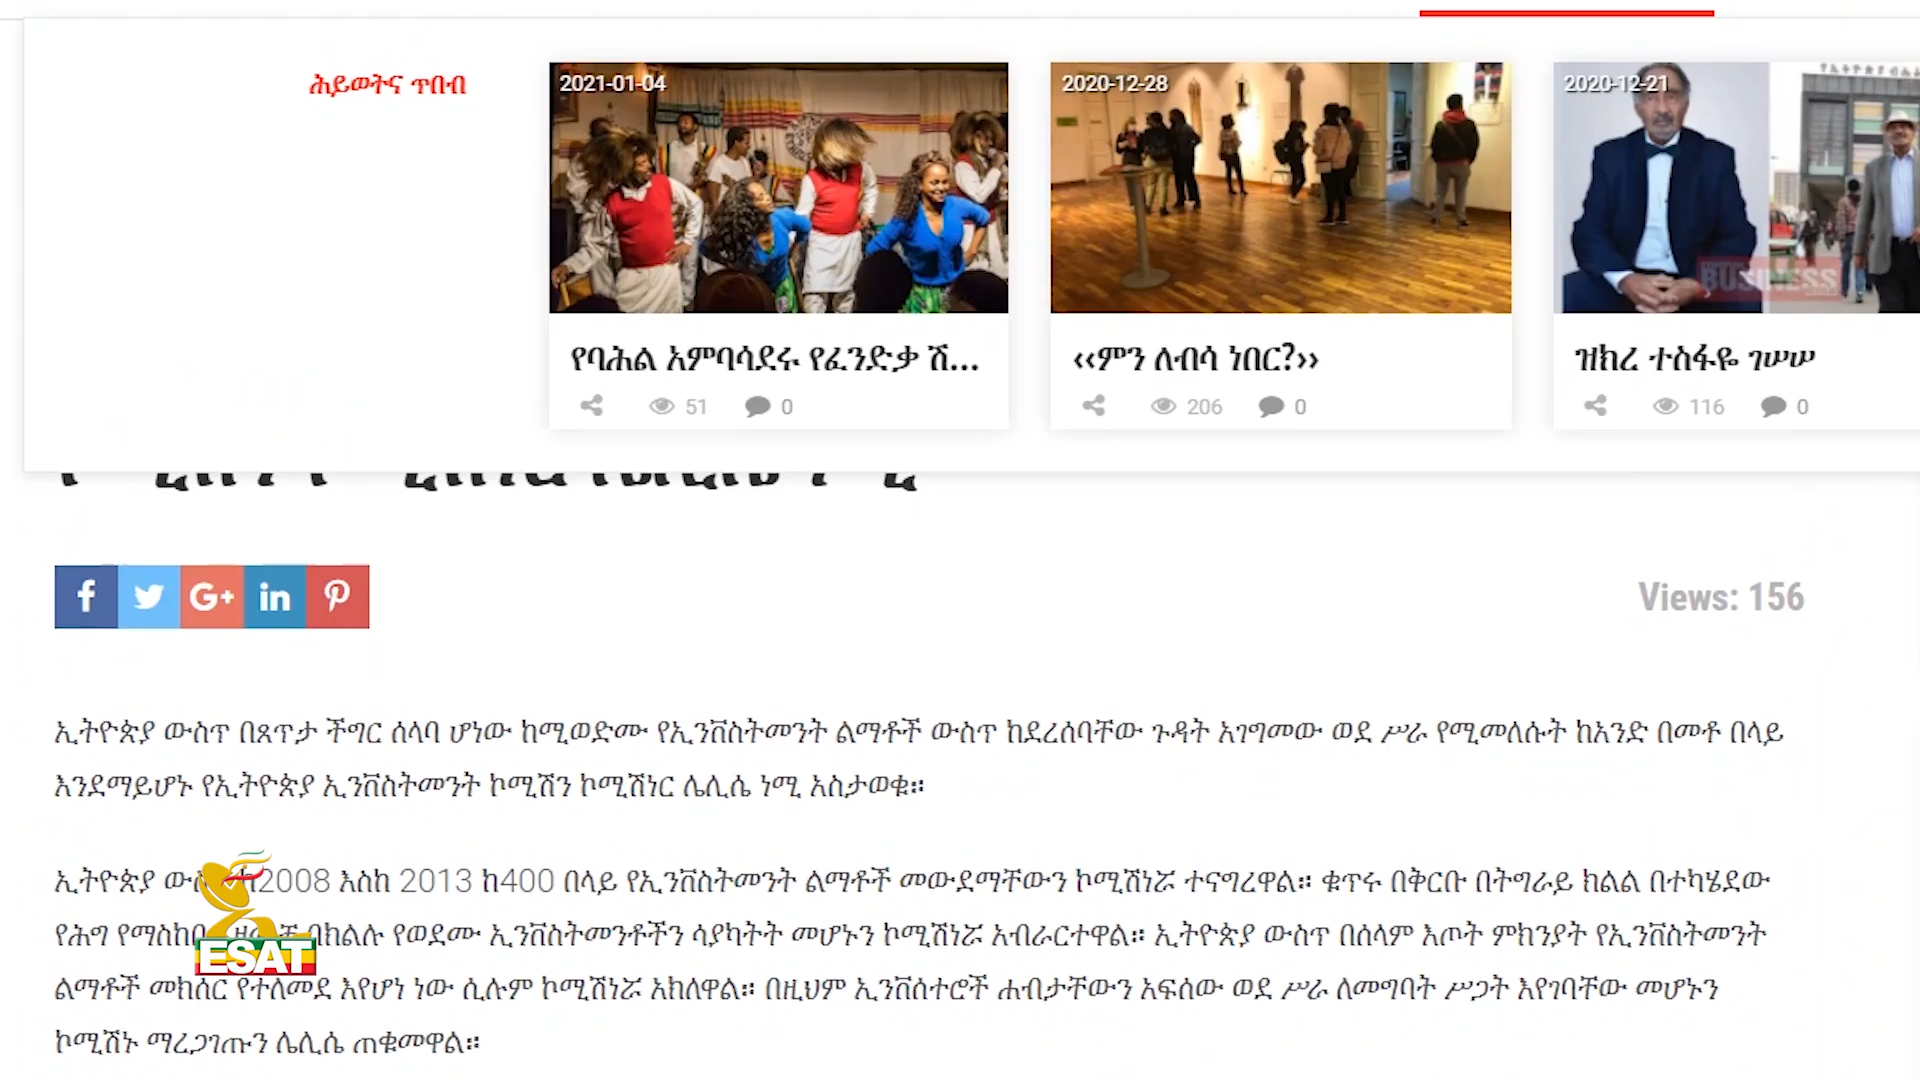 ሕይወትና ጥበብ
2021-01-04
2020-12-28
2020-12-21
BUSINESS
የባሕል አምባሳደሩ የፈንድቃ ሽ...
‹‹ምን ለብሳ ነበር?››
ዝክረ ተስፋዬ ገሠሠ
51 0
206 0
116 0
f G+ in
Views: 156
ኢትዮጵያ ውስጥ በጸጥታ ችግር ሰላባ ሆነው ከሚወድሙ የኢንቨስትመንት ልማቶች ውስጥ ከደረሰባቸው ጉዳት አገግመው ወደ ሥራ የሚመለሱት ከአንድ በመቶ በላይ
እንደማይሆኑ የኢትዮጵያ ኢንቨስትመንት ኮሚሽን ኮሚሽነር ሌሊሴ ነሚ አስታወቁ።
ኢትዮጵያ ከ2008 እስከ 2013 ከ400 በላይ የኢንቨስትመንት ልማቶች መውደማቸውን ኮሚሽነሯ ተናግረዋል። ቁጥሩ በቅርቡ በትግራይ ክልል በተካሄደው
የሕግ በክልሉ የወደሙ ኢንቨስትመንቶችን ሳያካትት መሆኑን ኮሚሽነሯ አብራርተዋል። ኢትዮጵያ ውስጥ በሰላም እጦት ምክንያት የኢንቨስትመንት
ESAT
ልማቶች መክሰር የተለመደ እየሆነ ነው ሲሉም ኮሚሽነሯ አክለዋል። በዚህም ኢንቨስተሮች ሐብታቸውን አፍሰው ወደ ሥራ ለመግባት ሥጋት እየገባቸው መሆኑን
ኮሚሽኑ ማረጋገጡን ሌሊሴ ጠቁመዋል።